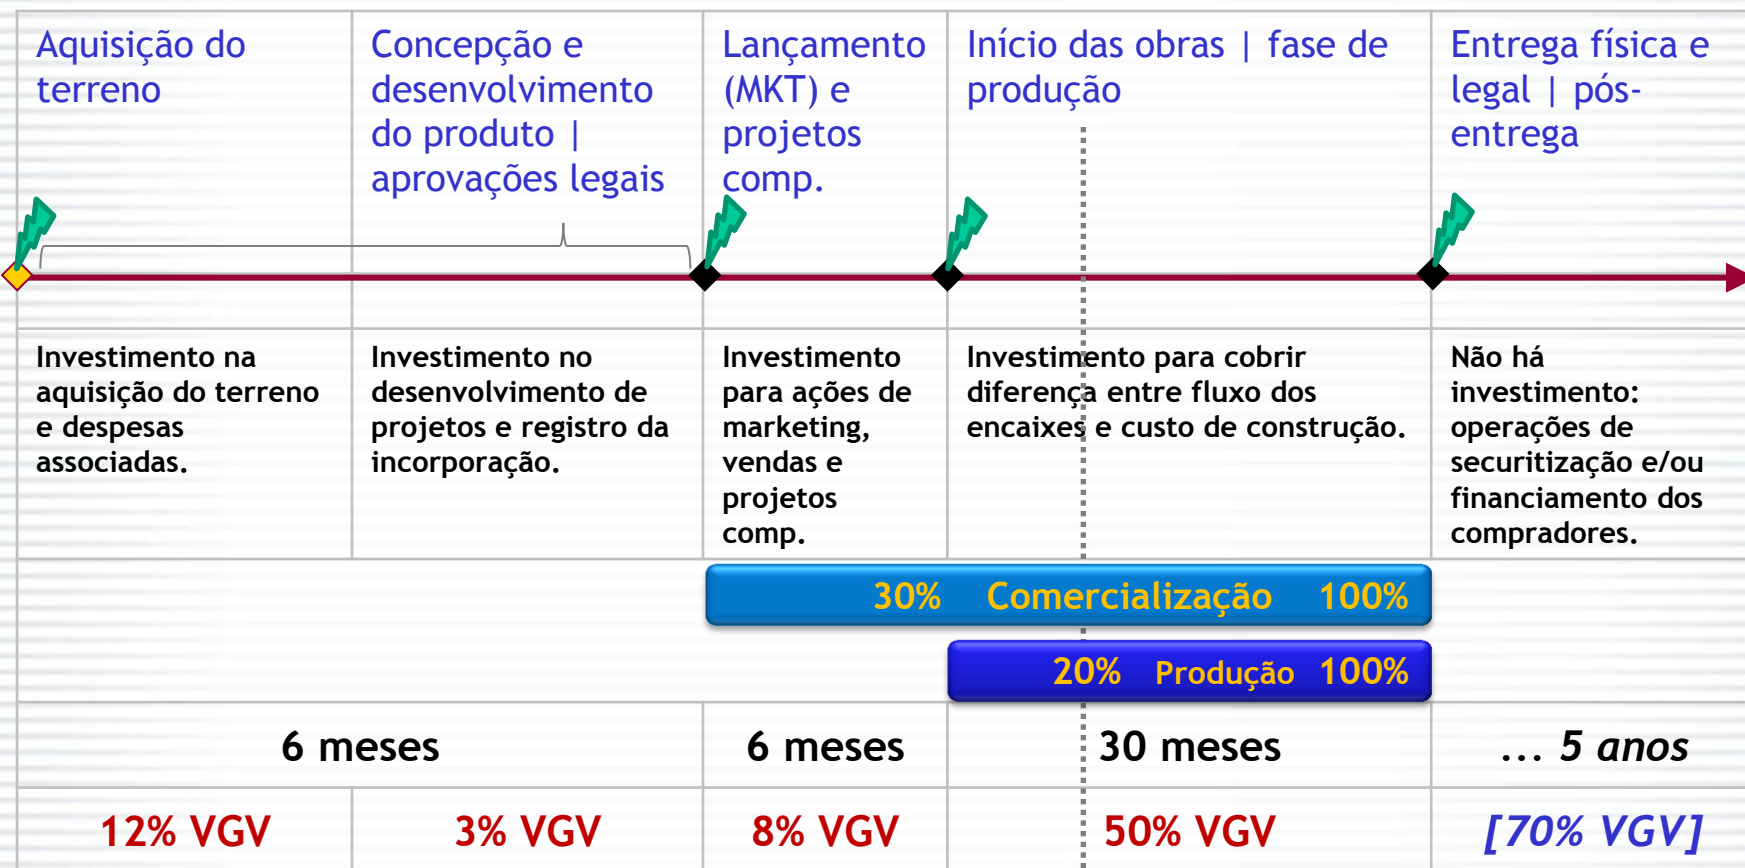 Aquisição do
terreno
Concepção e
desenvolvimento
do produto |
aprovações legais
Lançamento
(MKT) e
projetos
comp.
Início das obras | fase de
produção
Entrega física e
legal | pós-
entrega
Investimento na
aquisição do terreno
e despesas
associadas.
Investimento no
desenvolvimento de
projetos e registro da
incorporação.
Investimento
para ações de
marketing,
vendas e
projetos
comp.
Investimento para cobrir
diferença entre fluxo dos
encaixes e custo de construção.
Não há
investimento:
operações de
securitização e/ou
financiamento dos
compradores.
30% Comercialização 100%
20% Produção 100%
6 meses
6 meses
30 meses
... 5 anos
12% VGV
3% VGV
8% VGV
50% VGV
[70% VGV]